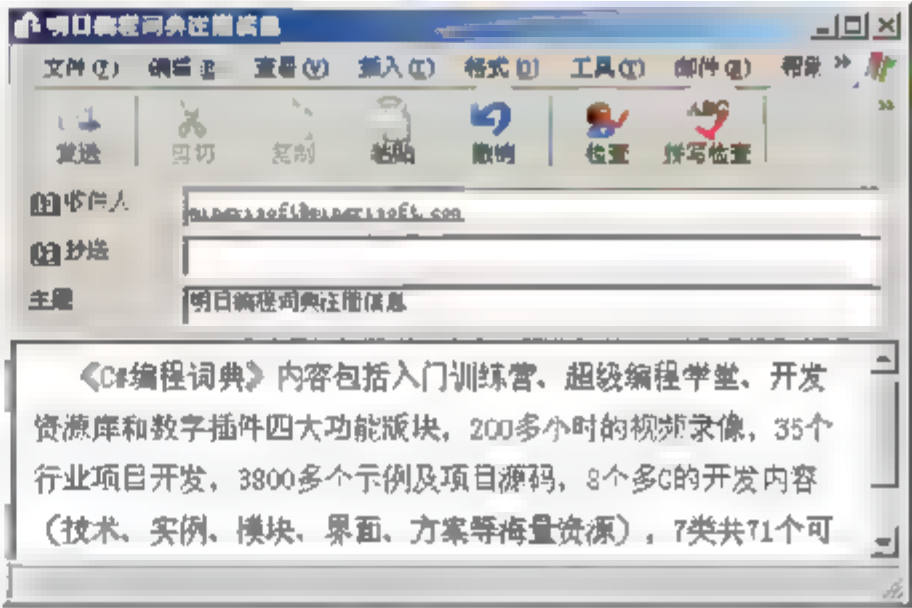 明日编程词典注册信息
文件(F) 编辑(E) 查看(V) 插入(I) 格式(O) 工具(T) 邮件(M) 帮助 »
发送 剪切 复制 粘贴 撤销 检查 拼写检查 »
收件人
抄送
主题 明日编程词典注册信息
《C#编程词典》内容包括入门训练营、超级编程学堂、开发
资源库和数字插件四大功能版块，200多小时的视频录像，35个
行业项目开发，3800多个示例及项目源码，8个多G的开发内容
（技术、实例、模块、界面、方案等海量资源），7类共71个可